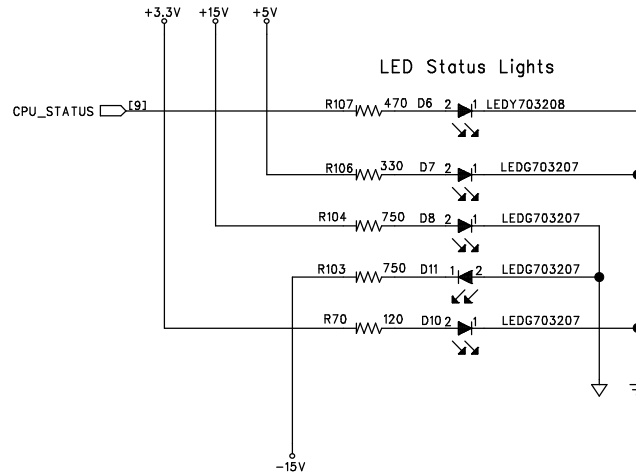 +3.3V +15V +5V
LED Status Lights
CPU_STATUS [9] R107 470 D6 2 1 LEDY703208
R106 330 D7 2 1 LEDG703207
R104 750 D8 2 1 LEDG703207
R103 750 D11 1 2 LEDG703207
R70 120 D10 2 1 LEDG703207
-15V